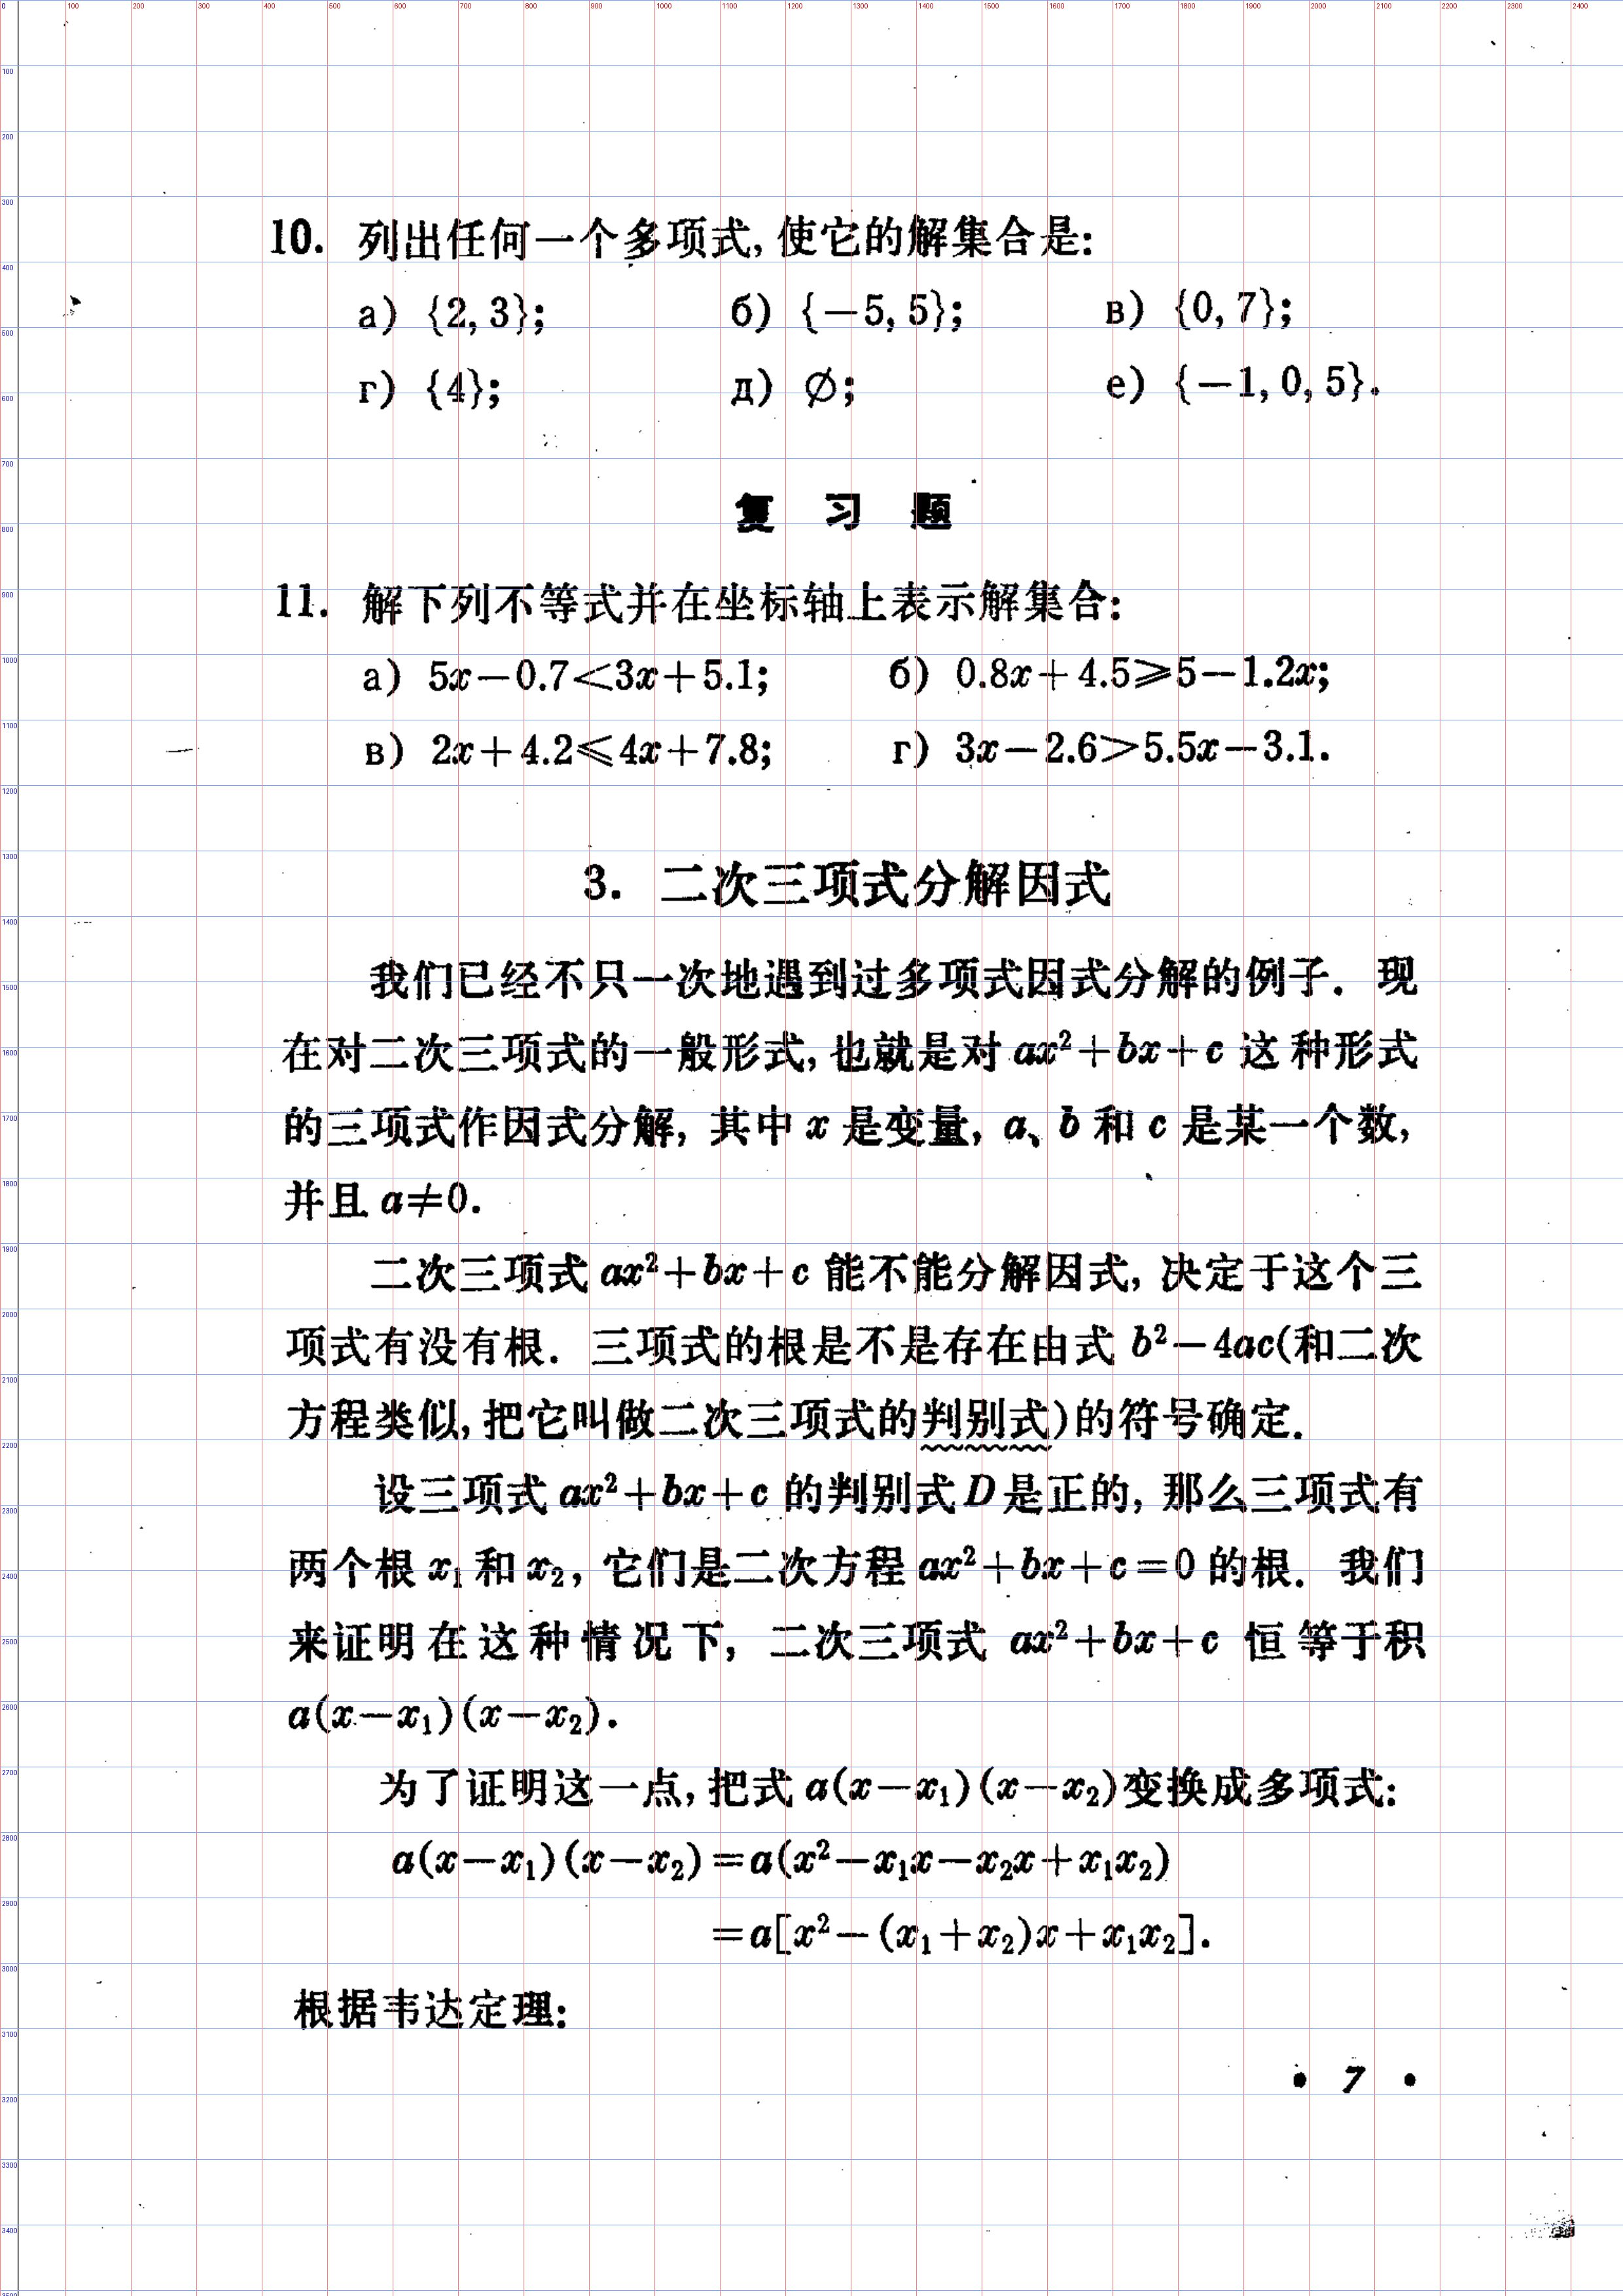 10. 列出任何一个多项式, 使它的解集合是:
а) {2, 3}; б) {−5, 5}; в) {0, 7};
г) {4}; д) ∅; е) {−1, 0, 5}.
复 习 题
11. 解下列不等式并在坐标轴上表示解集合:
а) 5x−0.7<3x+5.1; б) 0.8x+4.5⩾5−1.2x;
в) 2x+4.2⩽4x+7.8; г) 3x−2.6>5.5x−3.1.
3. 二次三项式分解因式
我们已经不只一次地遇到过多项式因式分解的例子. 现
在对二次三项式的一般形式, 也就是对 ax²+bx+c 这种形式
的三项式作因式分解, 其中 x 是变量, a、b 和 c 是某一个数,
并且 a≠0.
二次三项式 ax²+bx+c 能不能分解因式, 决定于这个三
项式有没有根. 三项式的根是不是存在由式 b²−4ac(和二次
方程类似, 把它叫做二次三项式的判别式)的符号确定.
设三项式 ax²+bx+c 的判别式 D 是正的, 那么三项式有
两个根 x₁ 和 x₂, 它们是二次方程 ax²+bx+c=0 的根. 我们
来证明在这种情况下, 二次三项式 ax²+bx+c 恒等于积
a(x−x₁)(x−x₂).
为了证明这一点, 把式 a(x−x₁)(x−x₂)变换成多项式:
a(x−x₁)(x−x₂)=a(x²−x₁x−x₂x+x₁x₂)
=a[x²−(x₁+x₂)x+x₁x₂].
根据韦达定理:
• 7 •